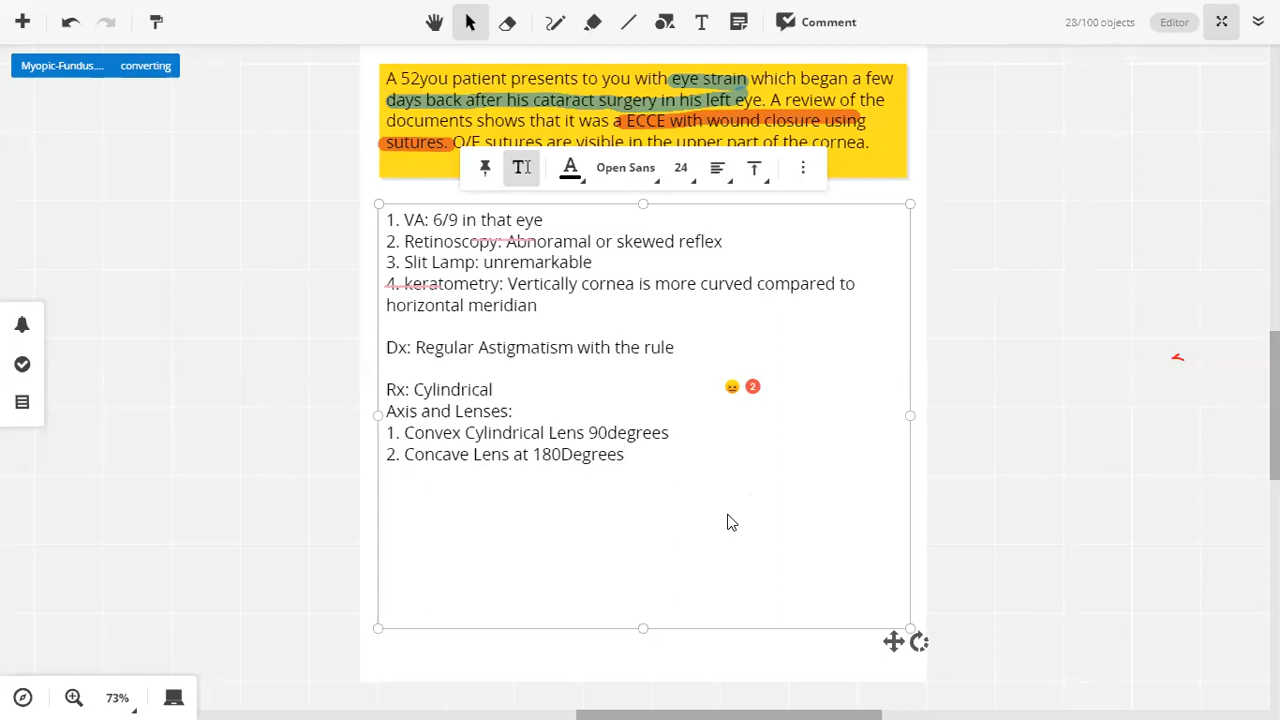 Comment
28/100 objects
Editor
Myopic-Fundus.... converting
A 52you patient presents to you with eye strain which began a few
days back after his cataract surgery in his left eye. A review of the
documents shows that it was a ECCE with wound closure using
sutures. O/E sutures are visible in the upper part of the cornea.
Open Sans 24
1. VA: 6/9 in that eye
2. Retinoscopy: Abnoramal or skewed reflex
3. Slit Lamp: unremarkable
4. keratometry: Vertically cornea is more curved compared to
horizontal meridian
Dx: Regular Astigmatism with the rule
Rx: Cylindrical
2
Axis and Lenses:
1. Convex Cylindrical Lens 90degrees
2. Concave Lens at 180Degrees
73%